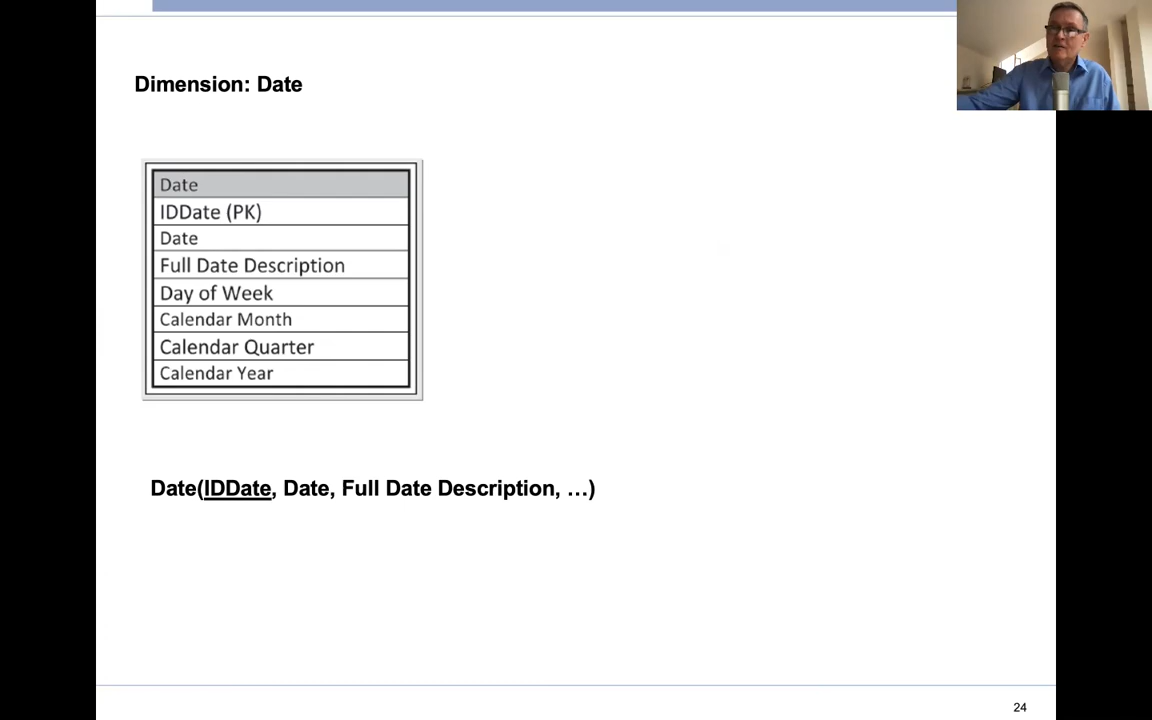 Dimension: Date
Date
IDDate (PK)
Date
Full Date Description
Day of Week
Calendar Month
Calendar Quarter
Calendar Year
Date(IDDate, Date, Full Date Description, …)
24